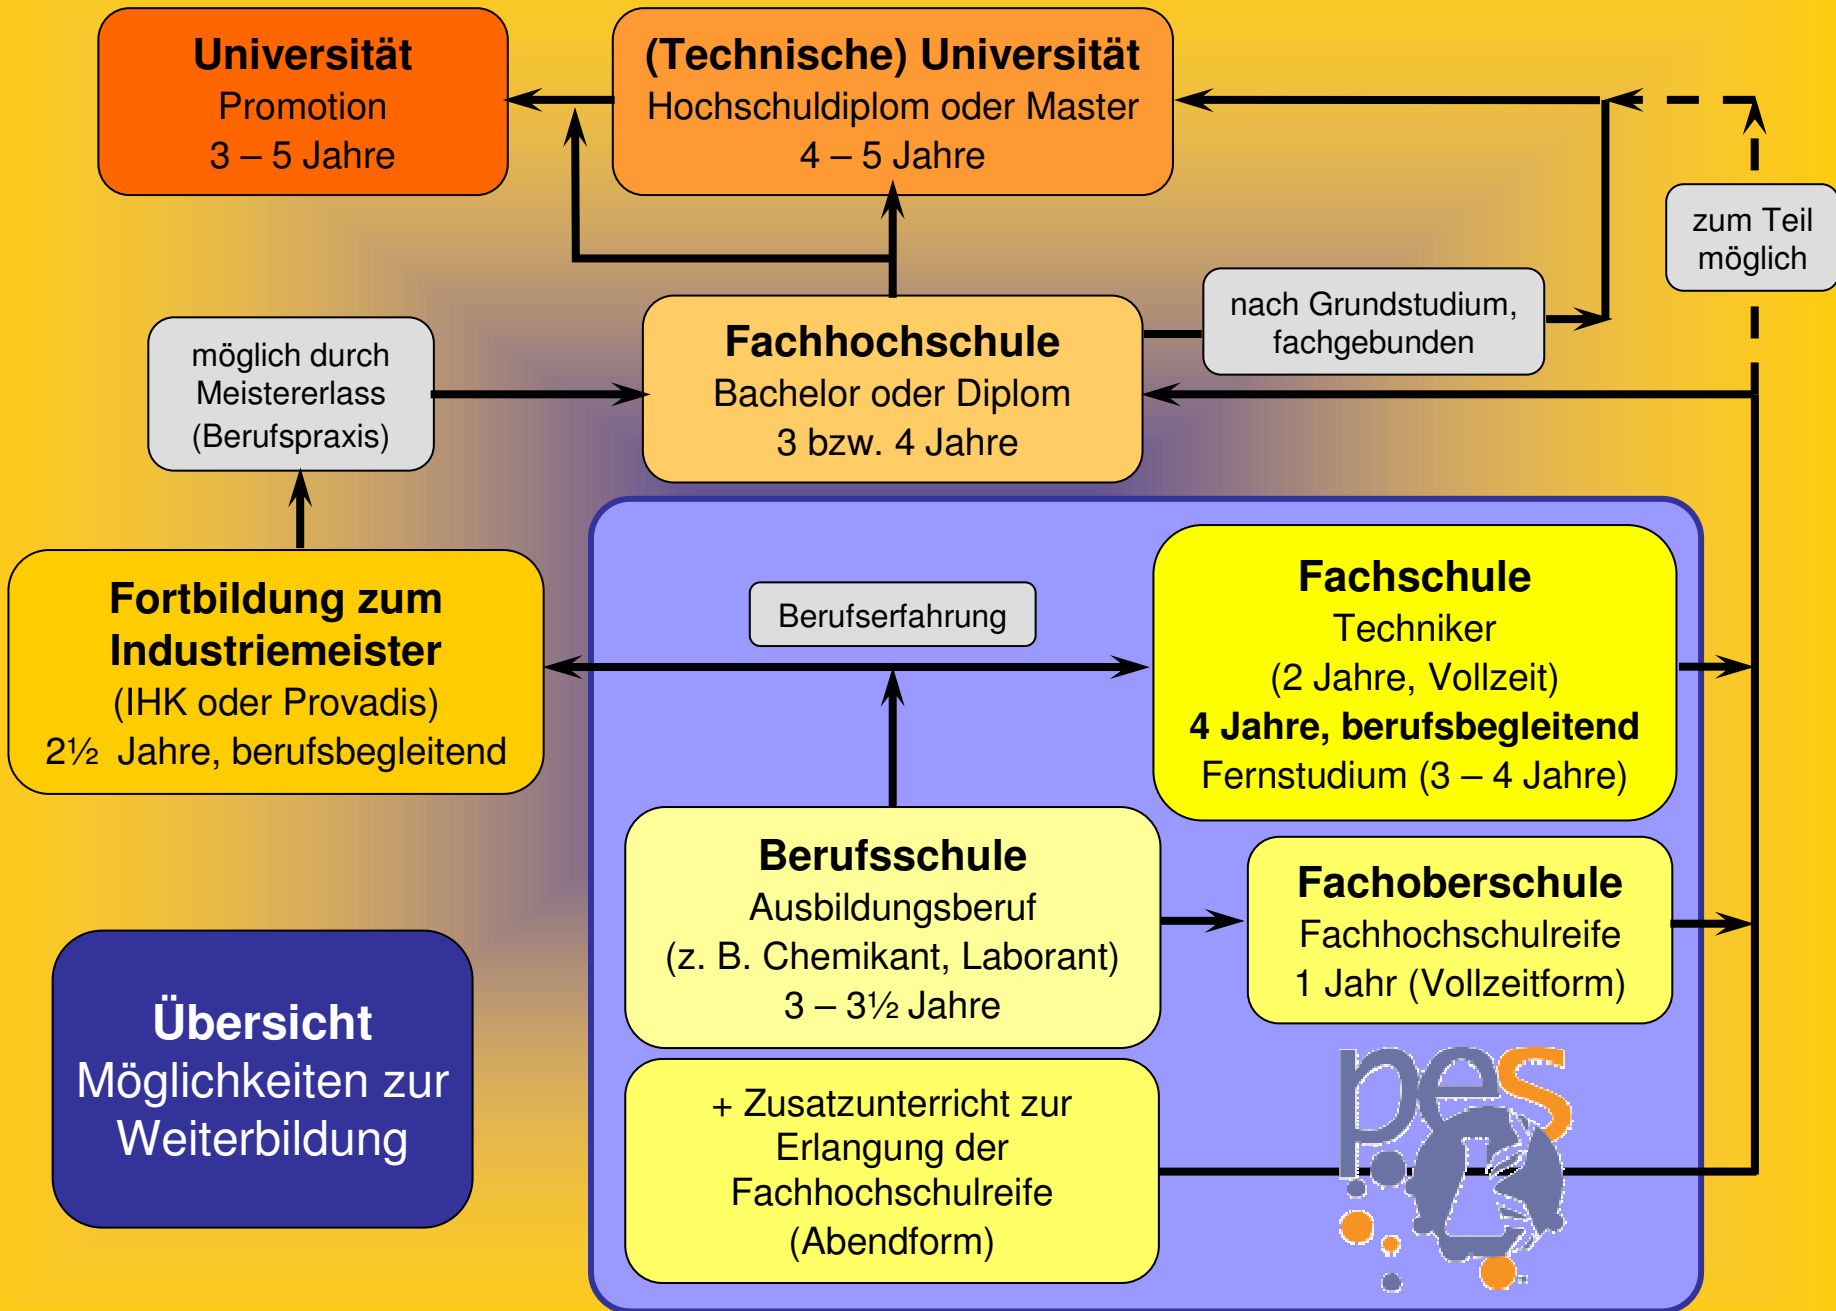 Universität
Promotion
3 – 5 Jahre
(Technische) Universität
Hochschuldiplom oder Master
4 – 5 Jahre
zum Teil
möglich
nach Grundstudium,
fachgebunden
möglich durch
Meistererlass
(Berufspraxis)
Fachhochschule
Bachelor oder Diplom
3 bzw. 4 Jahre
Fortbildung zum
Industriemeister
(IHK oder Provadis)
2½ Jahre, berufsbegleitend
Berufserfahrung
Fachschule
Techniker
(2 Jahre, Vollzeit)
4 Jahre, berufsbegleitend
Fernstudium (3 – 4 Jahre)
Berufsschule
Ausbildungsberuf
(z. B. Chemikant, Laborant)
3 – 3½ Jahre
Fachoberschule
Fachhochschulreife
1 Jahr (Vollzeitform)
Übersicht
Möglichkeiten zur
Weiterbildung
+ Zusatzunterricht zur
Erlangung der
Fachhochschulreife
(Abendform)
pes